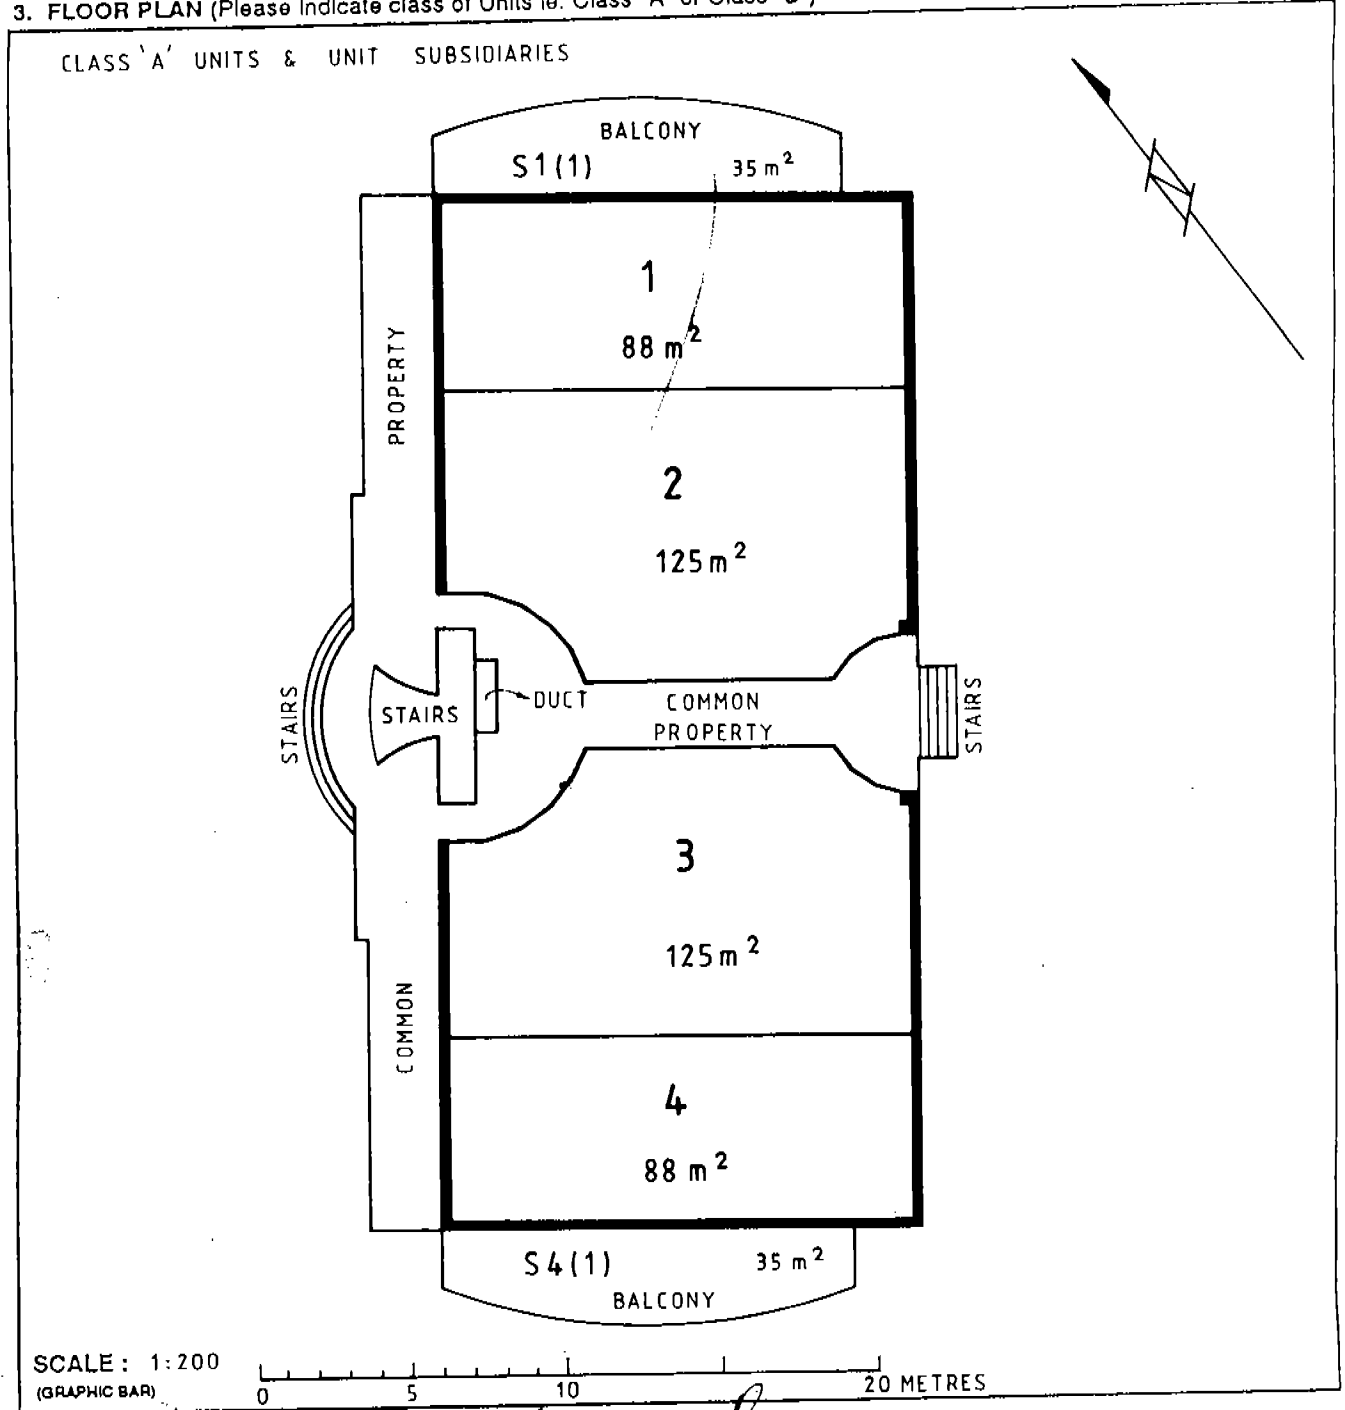 3. FLOOR PLAN (Please indicate class of Units ie. Class "A" or Class "B")
CLASS 'A' UNITS & UNIT SUBSIDIARIES
BALCONY
S1(1) 35 m²
1
88 m²
PROPERTY
2
125 m²
STAIRS
STAIRS
DUCT
COMMON
PROPERTY
STAIRS
3
125 m²
COMMON
4
88 m²
S4(1) 35 m²
BALCONY
SCALE : 1:200
(GRAPHIC BAR)
0 5 10 20 METRES